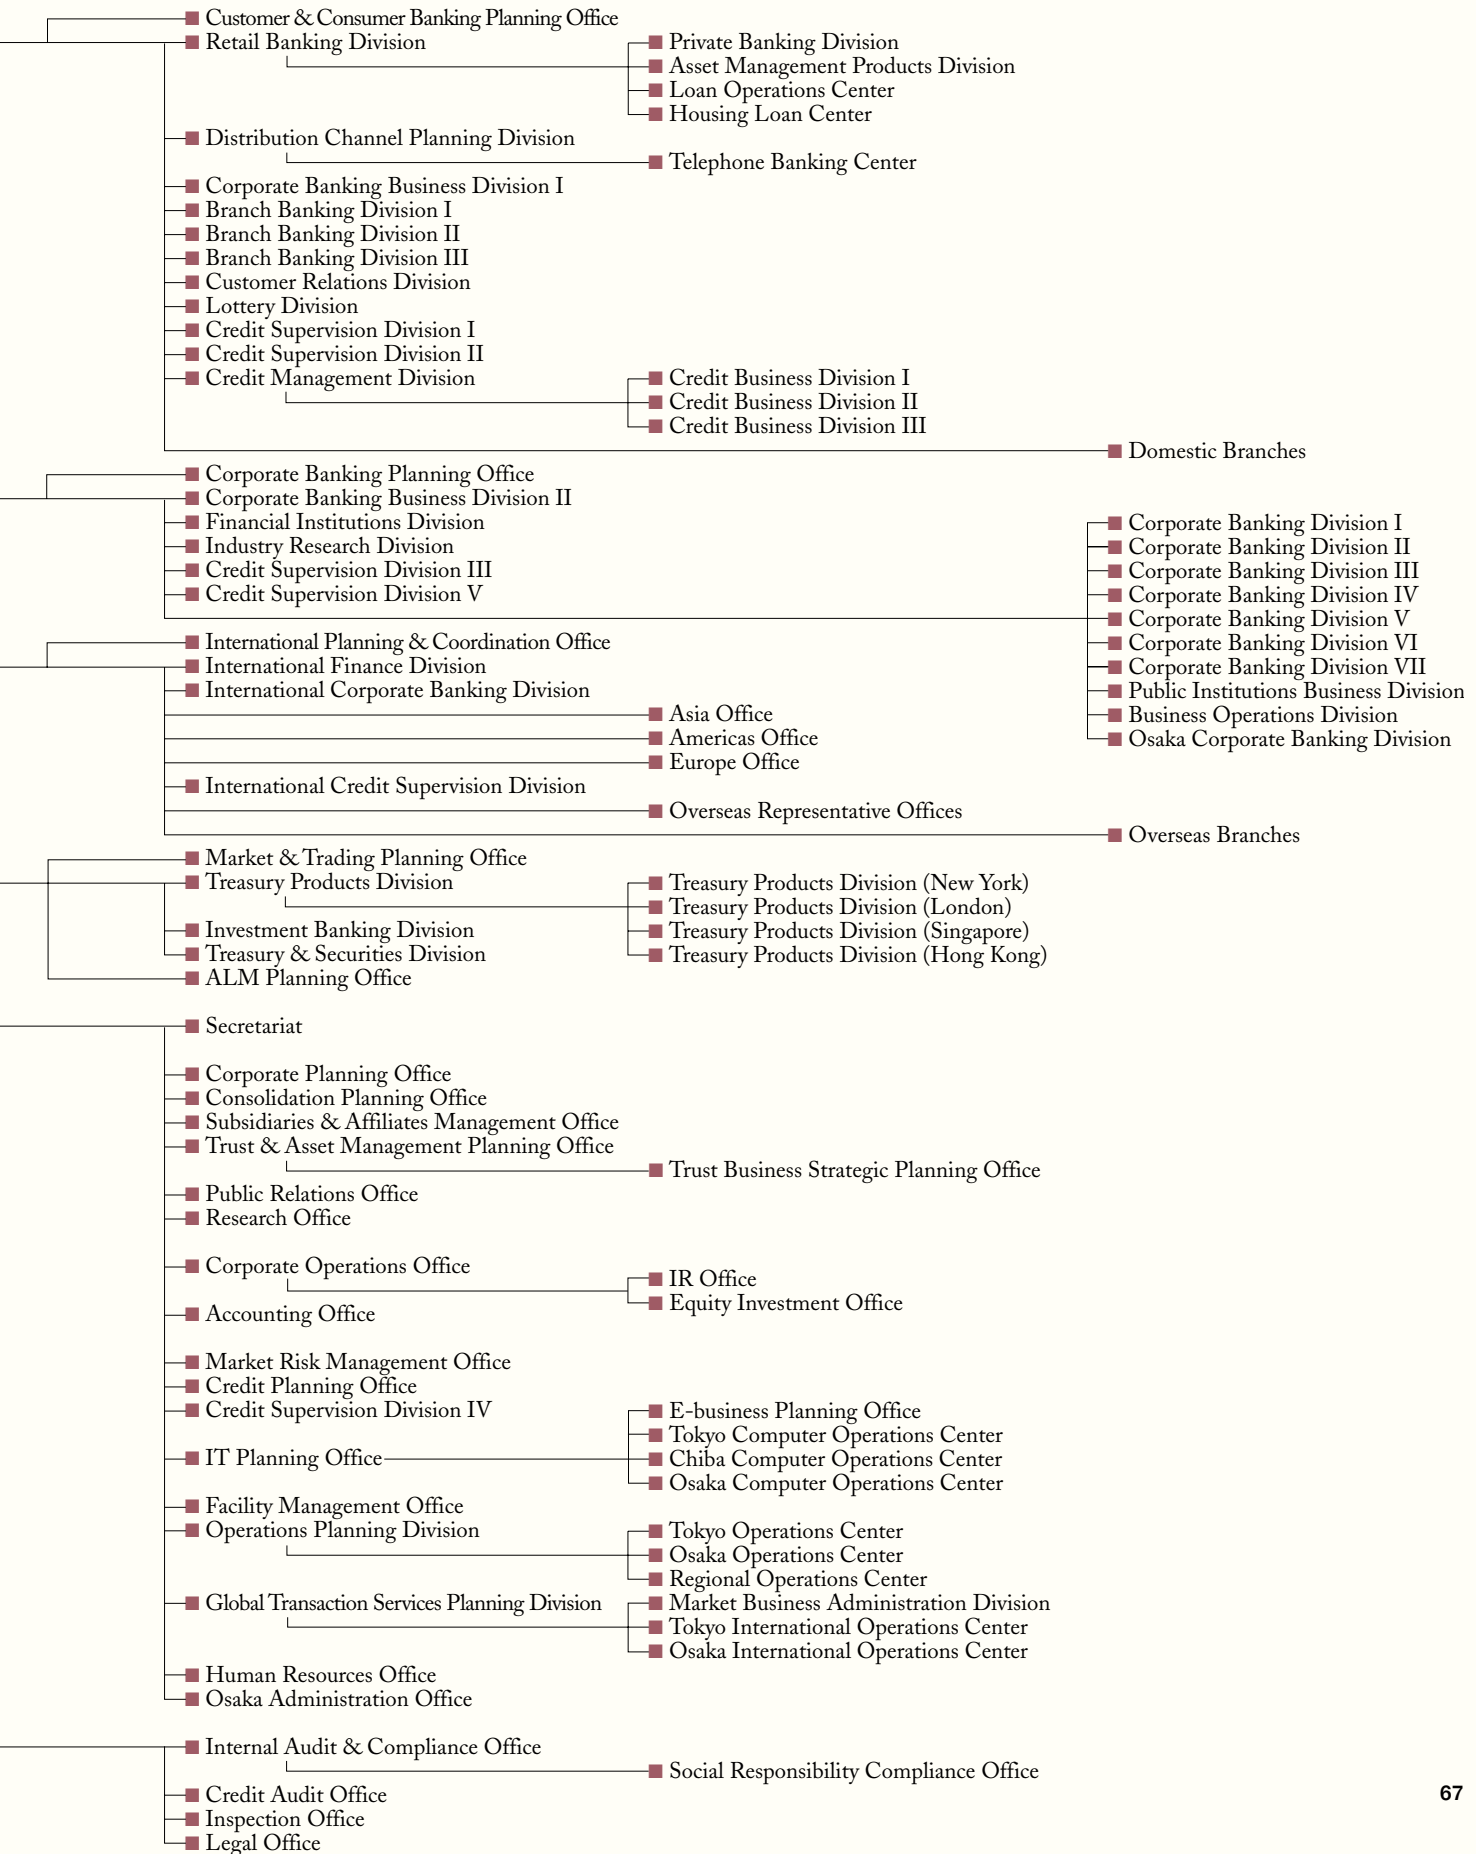 Customer & Consumer Banking Planning Office
Retail Banking Division
Private Banking Division
Asset Management Products Division
Loan Operations Center
Housing Loan Center
Distribution Channel Planning Division
Telephone Banking Center
Corporate Banking Business Division I
Branch Banking Division I
Branch Banking Division II
Branch Banking Division III
Customer Relations Division
Lottery Division
Credit Supervision Division I
Credit Supervision Division II
Credit Management Division
Credit Business Division I
Credit Business Division II
Credit Business Division III
Domestic Branches
Corporate Banking Planning Office
Corporate Banking Business Division II
Financial Institutions Division
Industry Research Division
Credit Supervision Division III
Credit Supervision Division V
Corporate Banking Division I
Corporate Banking Division II
Corporate Banking Division III
Corporate Banking Division IV
Corporate Banking Division V
Corporate Banking Division VI
Corporate Banking Division VII
Public Institutions Business Division
Business Operations Division
Osaka Corporate Banking Division
International Planning & Coordination Office
International Finance Division
International Corporate Banking Division
Asia Office
Americas Office
Europe Office
International Credit Supervision Division
Overseas Representative Offices
Overseas Branches
Market & Trading Planning Office
Treasury Products Division
Treasury Products Division (New York)
Treasury Products Division (London)
Treasury Products Division (Singapore)
Treasury Products Division (Hong Kong)
Investment Banking Division
Treasury & Securities Division
ALM Planning Office
Secretariat
Corporate Planning Office
Consolidation Planning Office
Subsidiaries & Affiliates Management Office
Trust & Asset Management Planning Office
Trust Business Strategic Planning Office
Public Relations Office
Research Office
Corporate Operations Office
IR Office
Equity Investment Office
Accounting Office
Market Risk Management Office
Credit Planning Office
Credit Supervision Division IV
IT Planning Office
E-business Planning Office
Tokyo Computer Operations Center
Chiba Computer Operations Center
Osaka Computer Operations Center
Facility Management Office
Operations Planning Division
Tokyo Operations Center
Osaka Operations Center
Regional Operations Center
Global Transaction Services Planning Division
Market Business Administration Division
Tokyo International Operations Center
Osaka International Operations Center
Human Resources Office
Osaka Administration Office
Internal Audit & Compliance Office
Social Responsibility Compliance Office
Credit Audit Office
Inspection Office
Legal Office
67